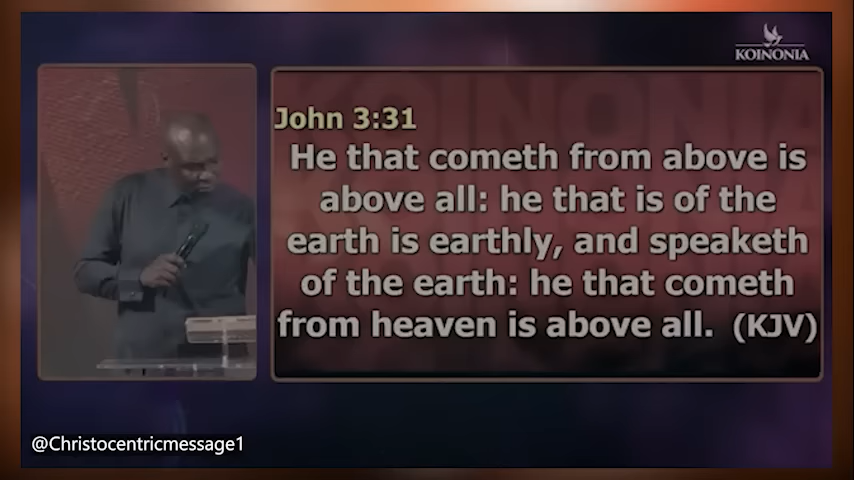 KOINONIA
John 3:31
He that cometh from above is
above all: he that is of the
earth is earthly, and speaketh
of the earth: he that cometh
from heaven is above all. (KJV)
@Christocentricmessage1